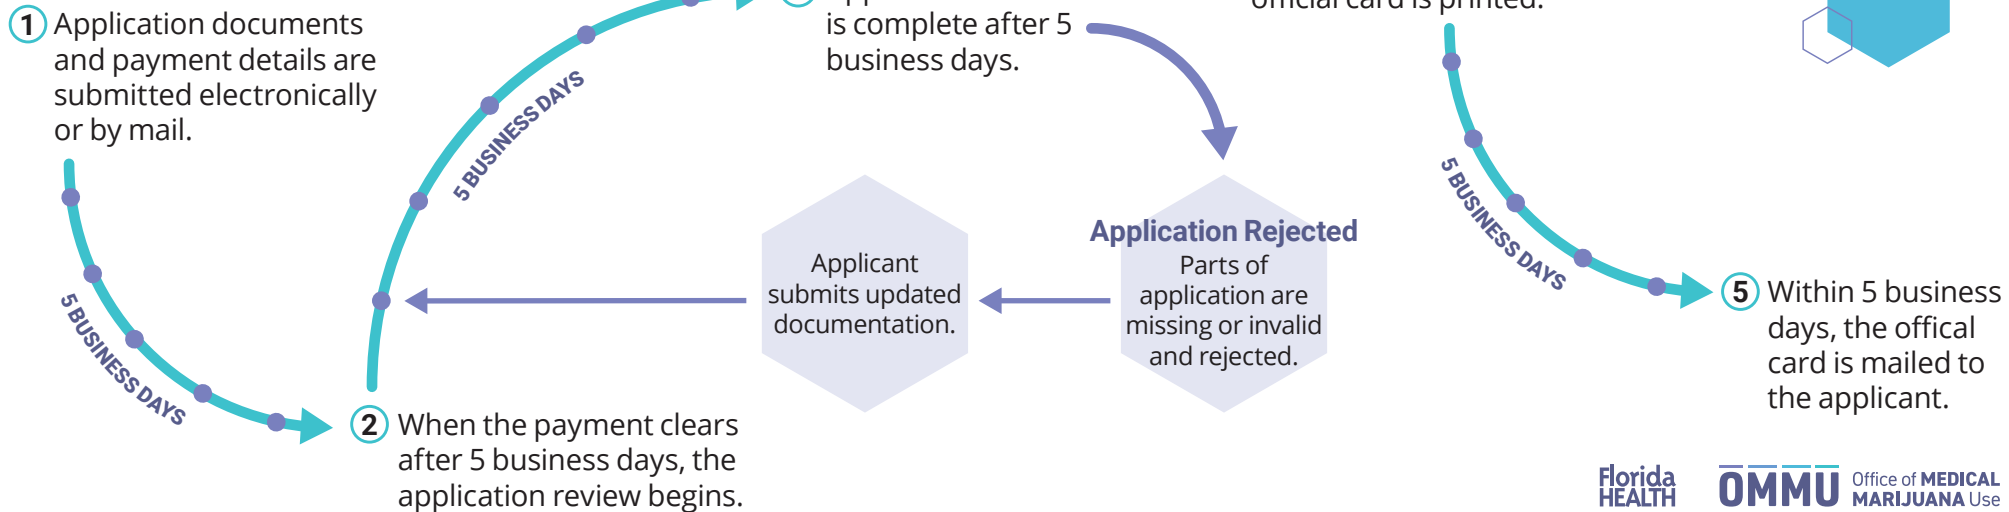 1 Application documents
and payment details are
submitted electronically
or by mail.
5 BUSINESS DAYS
2 When the payment clears
after 5 business days, the
application review begins.
5 BUSINESS DAYS
is complete after 5
business days.
Application Rejected
Parts of
application are
missing or invalid
and rejected.
Applicant
submits updated
documentation.
official card is printed.
5 BUSINESS DAYS
5 Within 5 business
days, the offical
card is mailed to
the applicant.
Florida
HEALTH
OMMU
Office of MEDICAL
MARIJUANA Use